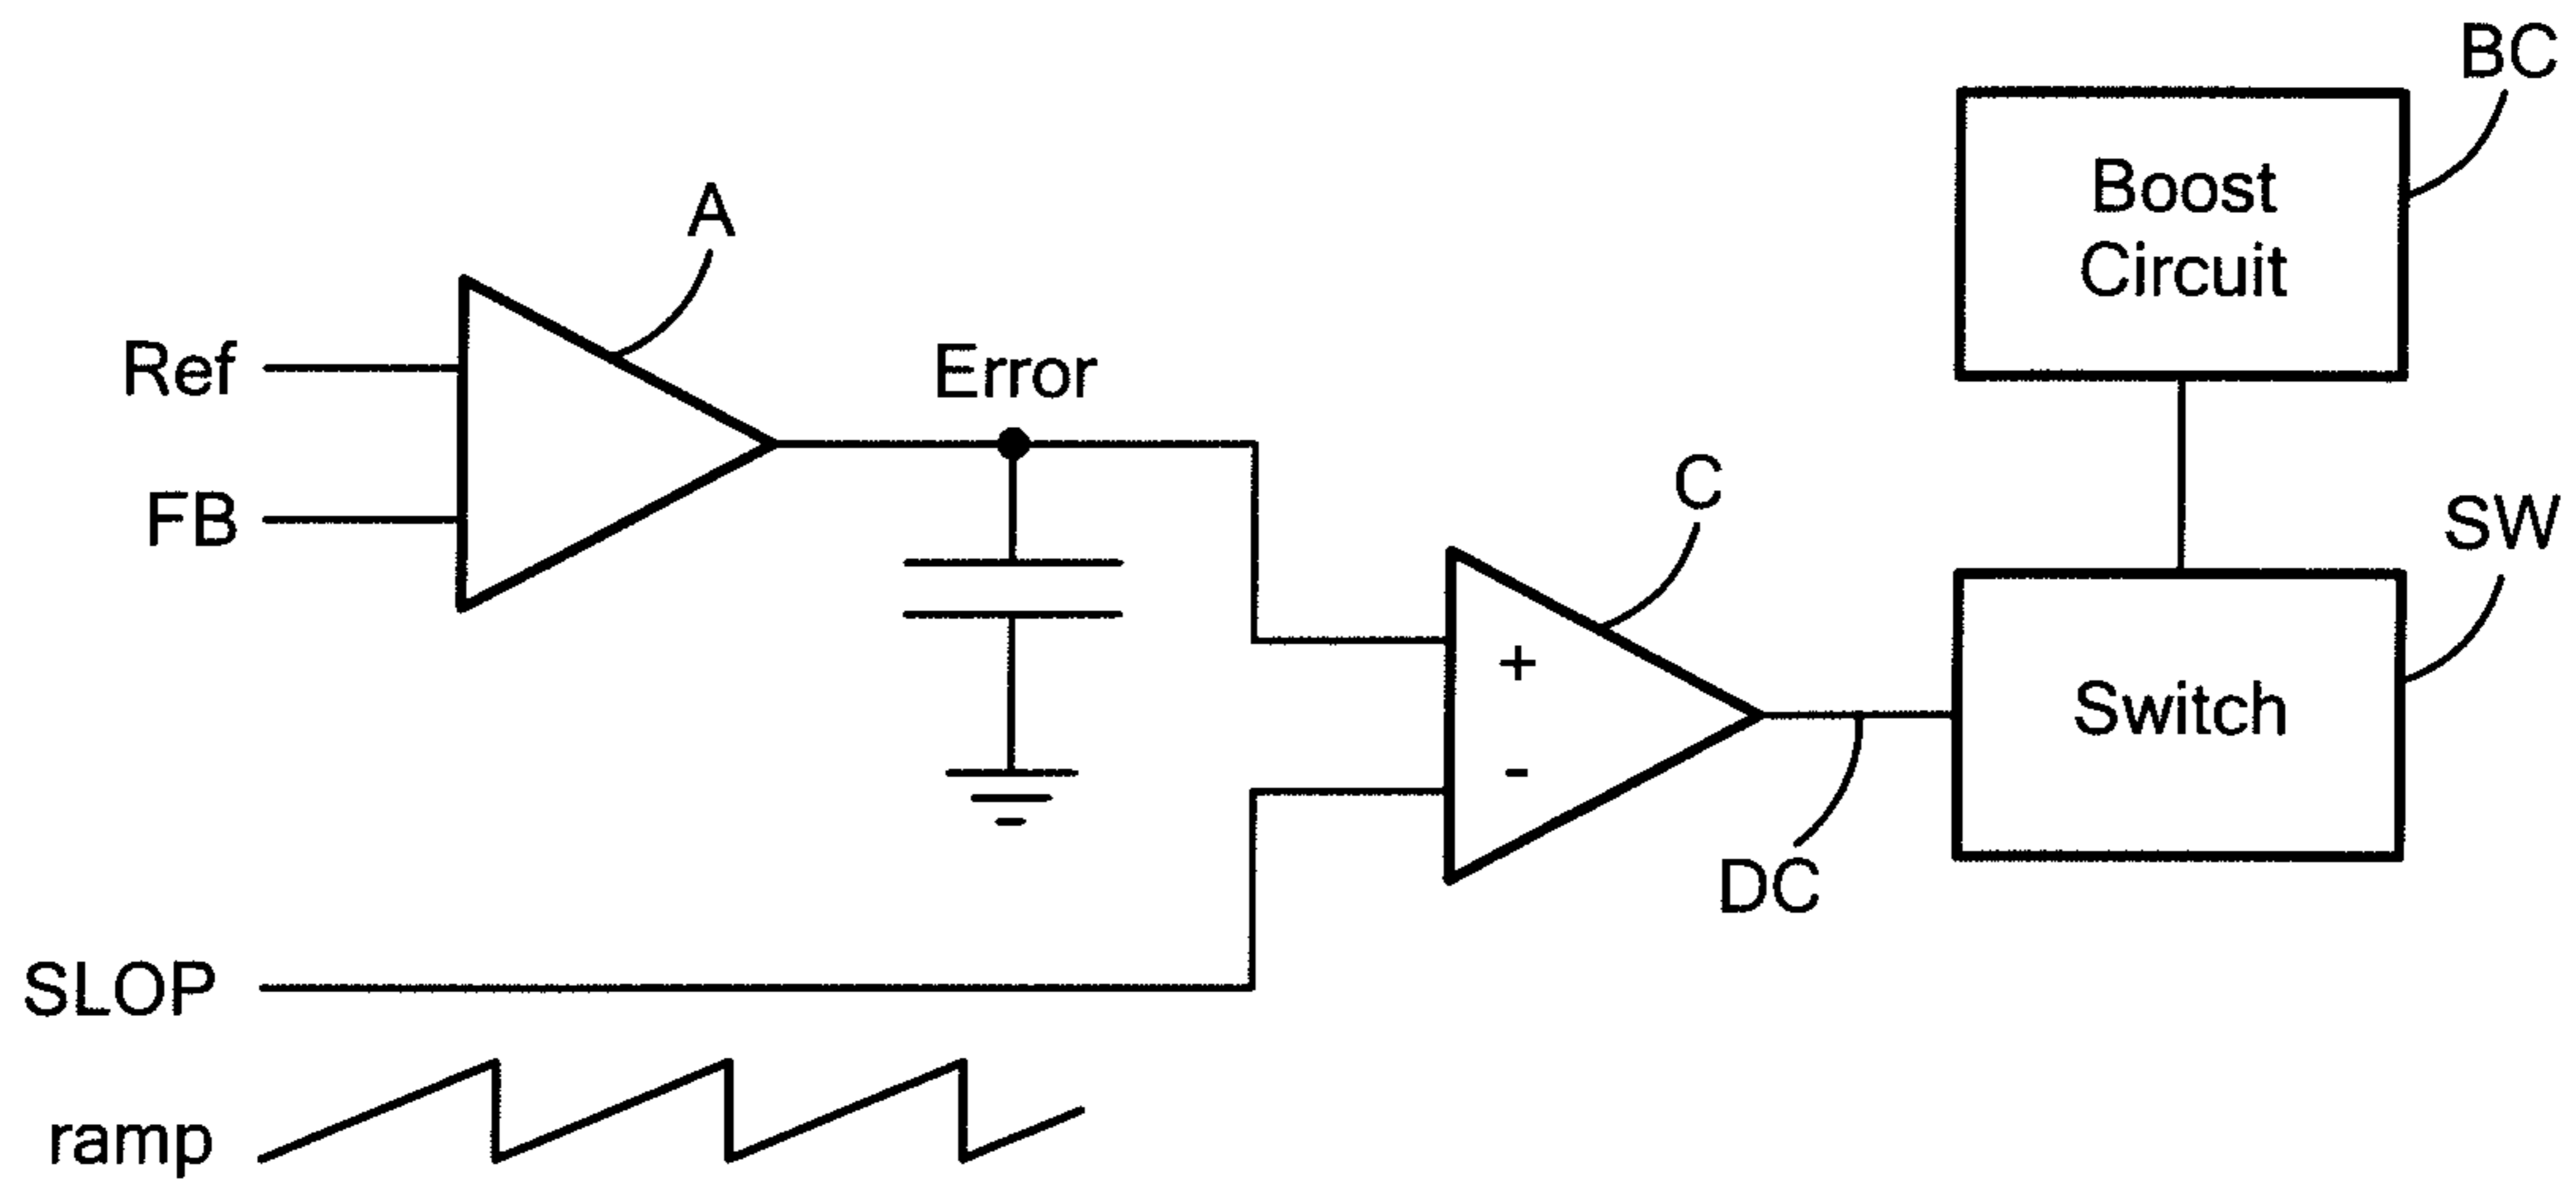 BC
Boost
Circuit
A
Ref
Error
FB
C
+
-
SW
Switch
DC
SLOP
ramp